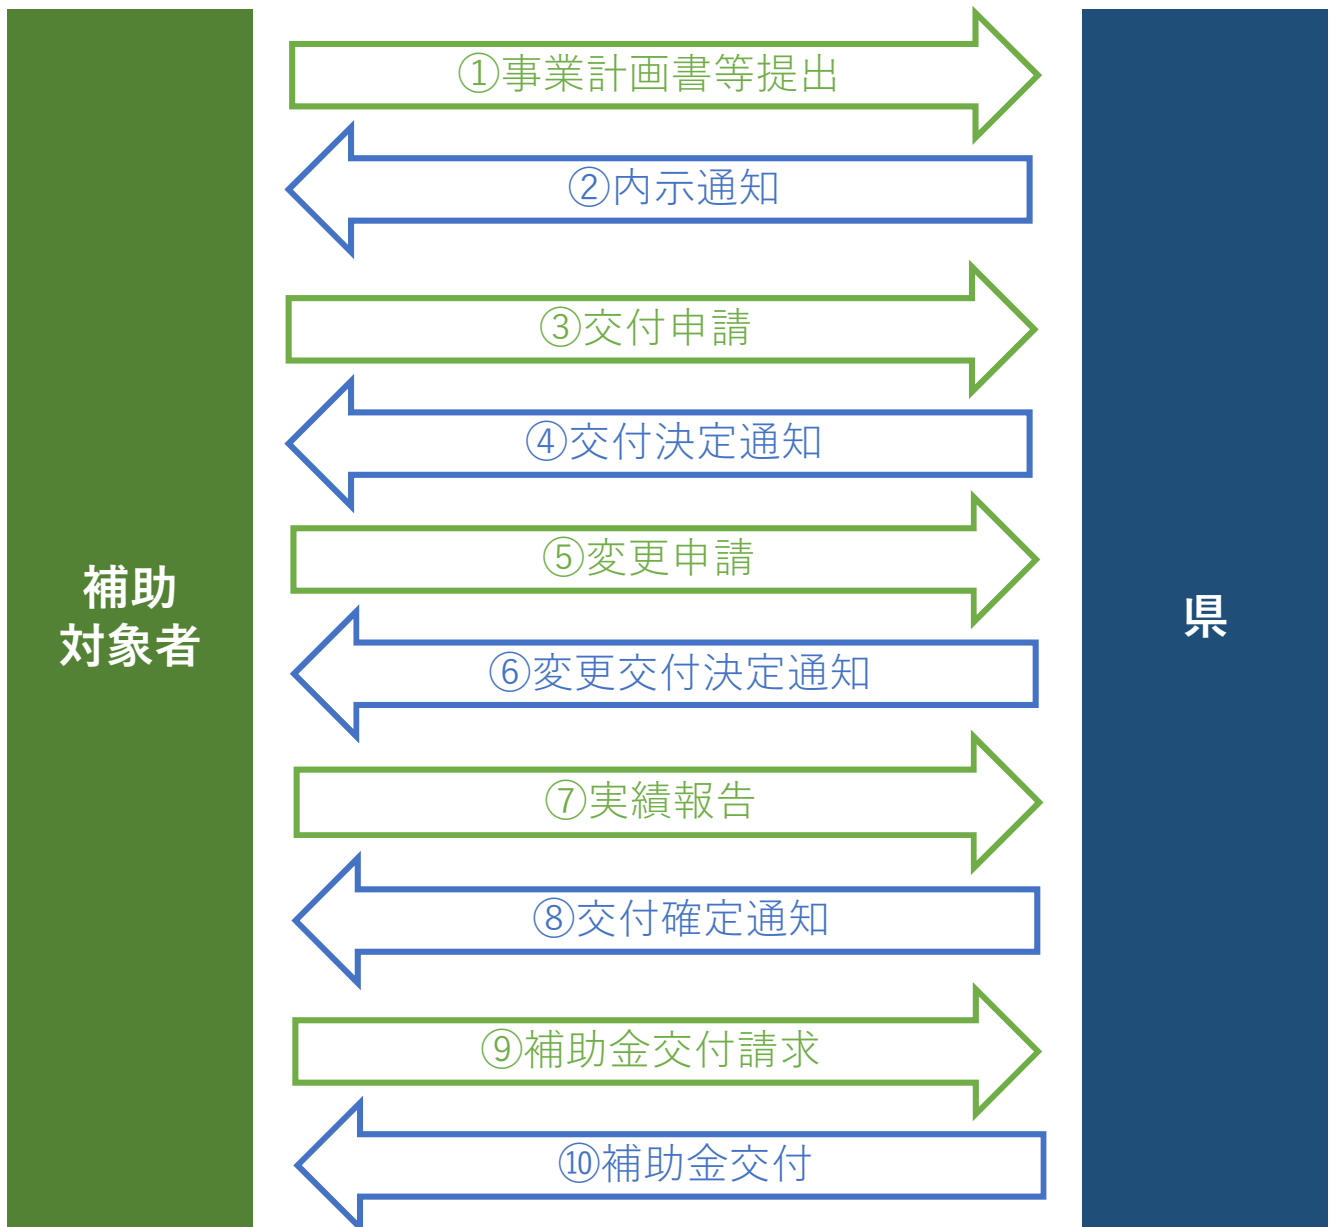 ①事業計画書等提出
②内示通知
③交付申請
④交付決定通知
⑤変更申請
補助
対象者
県
⑥変更交付決定通知
⑦実績報告
⑧交付確定通知
⑨補助金交付請求
⑩補助金交付